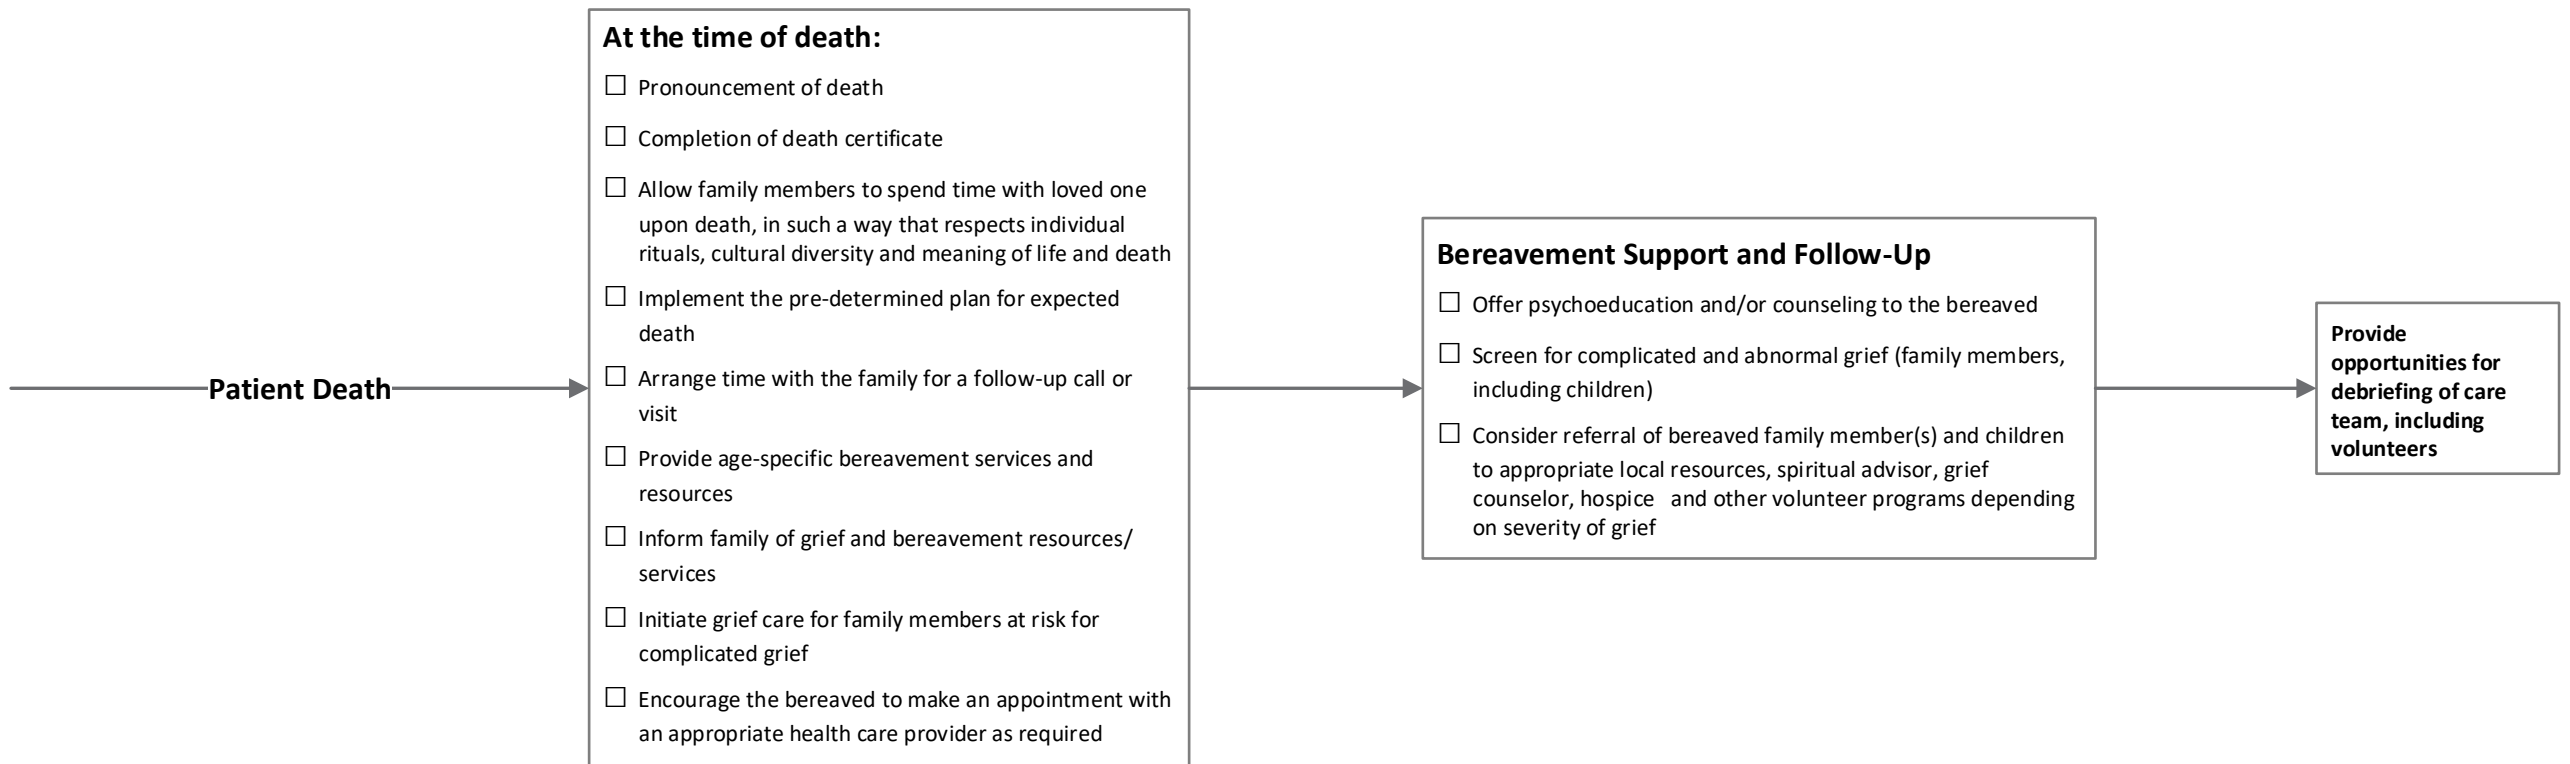 Patient Death
At the time of death:
☐ Pronouncement of death
☐ Completion of death certificate
☐ Allow family members to spend time with loved one
upon death, in such a way that respects individual
rituals, cultural diversity and meaning of life and death
☐ Implement the pre-determined plan for expected
death
☐ Arrange time with the family for a follow-up call or
visit
☐ Provide age-specific bereavement services and
resources
☐ Inform family of grief and bereavement resources/
services
☐ Initiate grief care for family members at risk for
complicated grief
☐ Encourage the bereaved to make an appointment with
an appropriate health care provider as required
Bereavement Support and Follow-Up
☐ Offer psychoeducation and/or counseling to the bereaved
☐ Screen for complicated and abnormal grief (family members,
including children)
☐ Consider referral of bereaved family member(s) and children
to appropriate local resources, spiritual advisor, grief
counselor, hospice and other volunteer programs depending
on severity of grief
Provide
opportunities for
debriefing of care
team, including
volunteers